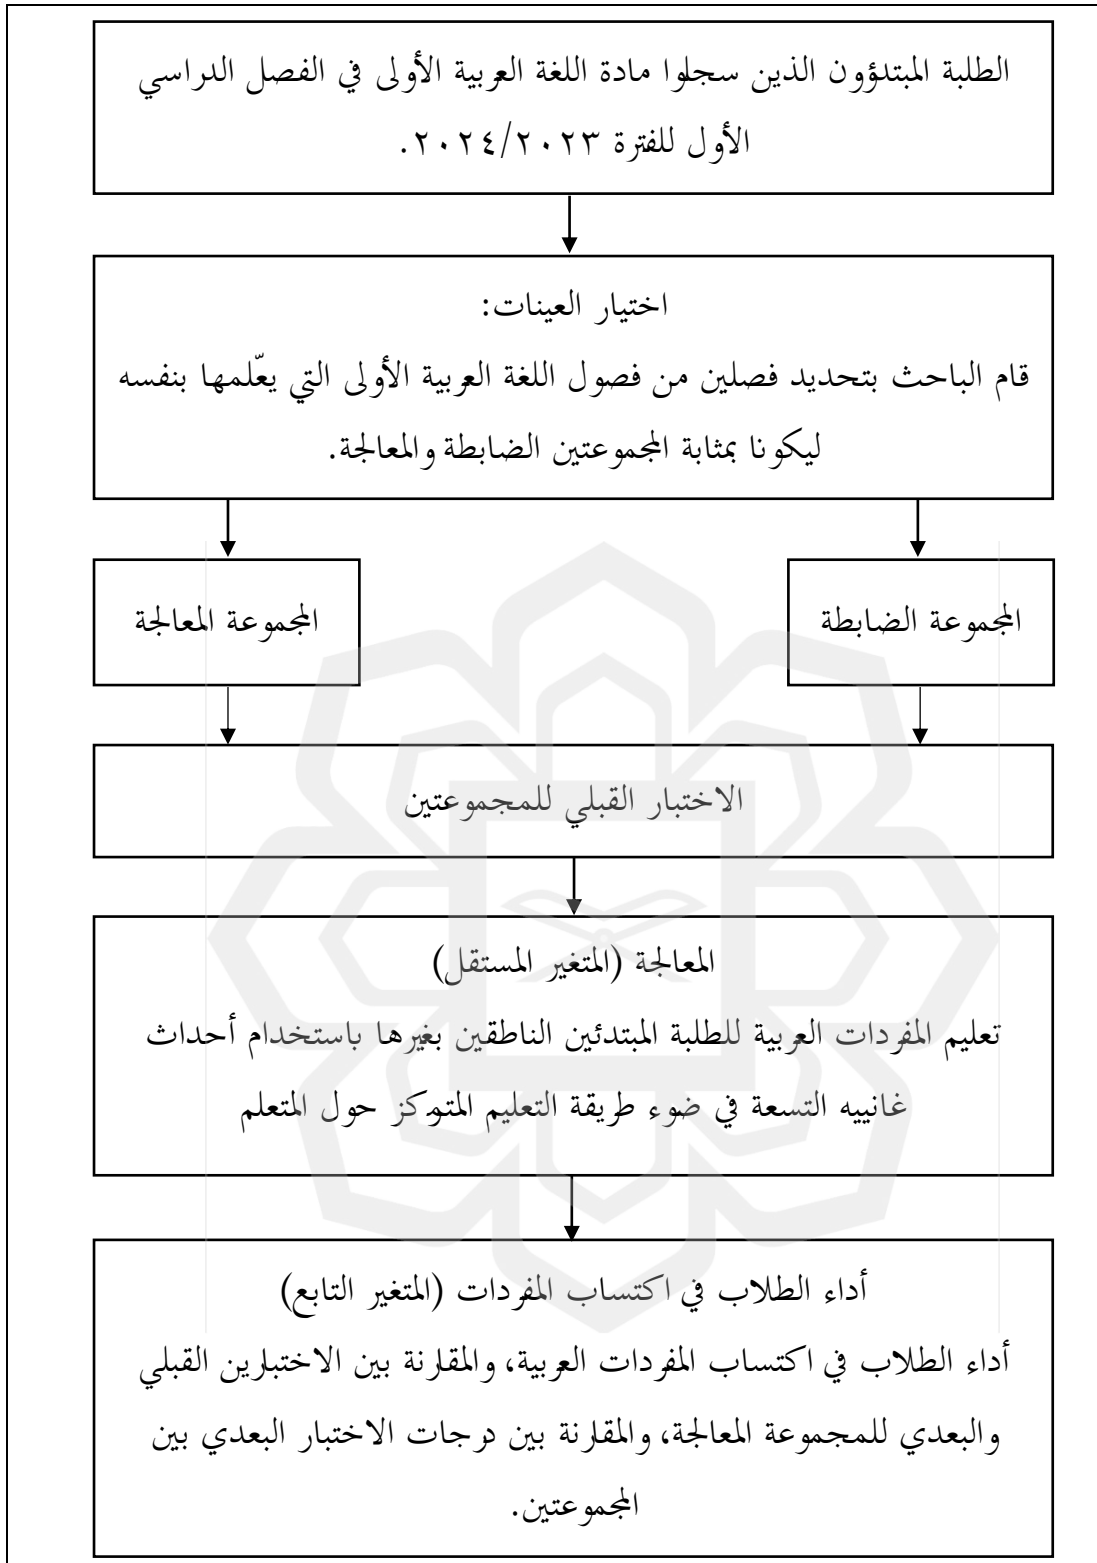 الطلبة المبتدؤون الذين سجلوا مادة اللغة العربية الأولى في الفصل الدراسي
الأول للفترة ٢٠٢٤/٢٠٢٣.
اختيار العينات:
قام الباحث بتحديد فصلين من فصول اللغة العربية الأولى التي يعّلمها بنفسه
ليكونا بمثابة المجموعتين الضابطة والمعالجة.
المجموعة الضابطة
المجموعة المعالجة
الاختبار القبلي للمجموعتين
المعالجة (المتغير المستقل)
تعليم المفردات العربية للطلبة المبتدئين الناطقين بغيرها باستخدام أحداث
غانييه التسعة في ضوء طريقة التعليم المتمركز حول المتعلم
أداء الطلاب في اكتساب المفردات (المتغير التابع)
أداء الطلاب في اكتساب المفردات العربية، والمقارنة بين الاختبارين القبلي
والبعدي للمجموعة المعالجة، والمقارنة بين درجات الاختبار البعدي بين
المجموعتين.